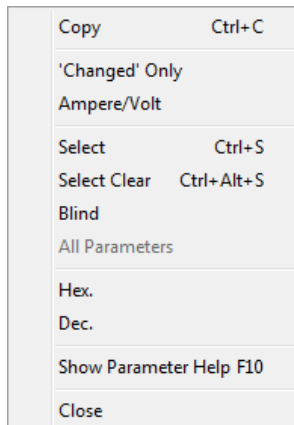 Copy Ctrl+C
'Changed' Only
Ampere/Volt
Select Ctrl+S
Select Clear Ctrl+Alt+S
Blind
All Parameters
Hex.
Dec.
Show Parameter Help F10
Close